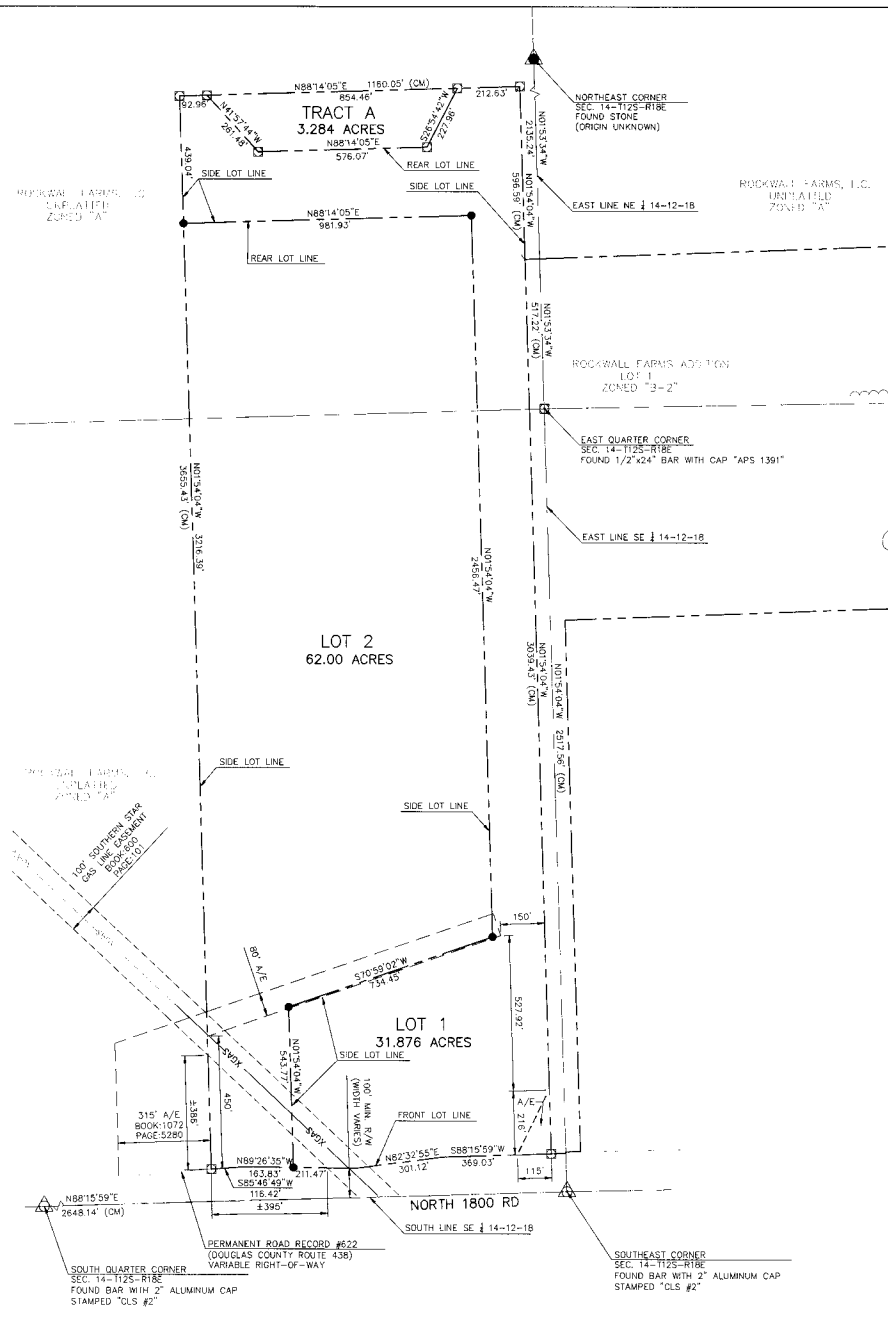 N88°14'05"E 1160.05' (CM)
854.46'
92.96'
212.63'
TRACT A
3.284 ACRES
N41°57'44"W
261.48'
S26°54'42"W
227.96'
N88°14'05"E
576.07'
439.04'
SIDE LOT LINE
REAR LOT LINE
SIDE LOT LINE
NORTHEAST CORNER
SEC. 14-T12S-R18E
FOUND STONE
(ORIGIN UNKNOWN)
N01°53'34"W
2135.24'
N01°54'04"W
596.59' (CM)
EAST LINE NE ¼ 14-12-18
ROCKWALL FARMS, L.C.
UNPLATTED
ZONED "A"
ROCKWALL FARMS, L.C.
UNPLATTED
ZONED "A"
N88°14'05"E
981.93'
REAR LOT LINE
N01°53'34"W
517.22' (CM)
ROCKWALL FARMS ADDITION
LOT 1
ZONED "B-2"
EAST QUARTER CORNER
SEC. 14-T12S-R18E
FOUND 1/2"x24" BAR WITH CAP "APS 1391"
N01°54'04"W 3216.39'
3655.43' (CM)
EAST LINE SE ¼ 14-12-18
N01°54'04"W
2456.47'
LOT 2
62.00 ACRES
N01°54'04"W
3039.43' (CM)
N01°54'04"W 2517.56' (CM)
SIDE LOT LINE
ROCKWALL FARMS, L.C.
UNPLATTED
ZONED "A"
SIDE LOT LINE
100' SOUTHERN STAR
GAS LINE EASEMENT
BOOK:600
PAGE:101
150'
80' A/E
S70°59'02"W
734.45'
527.92'
LOT 1
31.876 ACRES
XGAS
N01°54'04"W
543.77'
SIDE LOT LINE
450'
±386'
315' A/E
BOOK:1072
PAGE:5280
XGAS
100' MIN. R/W
(WIDTH VARIES)
FRONT LOT LINE
A/E
216'
N89°26'35"W
163.83'
211.47'
N82°32'55"E
301.12'
S88°15'59"W
369.03'
115'
S85°46'49"W
116.42'
±395'
N88°15'59"E
2648.14' (CM)
NORTH 1800 RD
SOUTH LINE SE ¼ 14-12-18
PERMANENT ROAD RECORD #622
(DOUGLAS COUNTY ROUTE 438)
VARIABLE RIGHT-OF-WAY
SOUTH QUARTER CORNER
SEC. 14-T12S-R18E
FOUND BAR WITH 2" ALUMINUM CAP
STAMPED "CLS #2"
SOUTHEAST CORNER
SEC. 14-T12S-R18E
FOUND BAR WITH 2" ALUMINUM CAP
STAMPED "CLS #2"